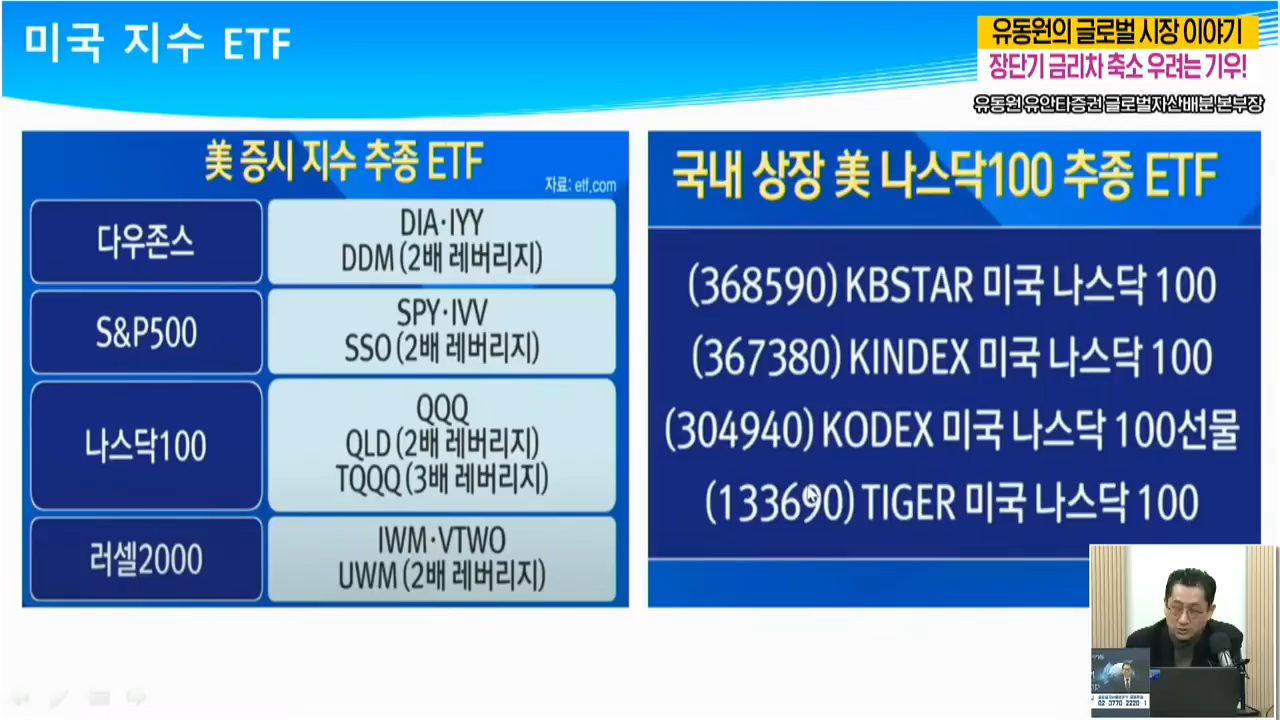 미국 지수 ETF
유동원의 글로벌 시장 이야기
장단기 금리차 축소 우려는 기우!
유동원 유안타증권 글로벌자산배분 본부장
美 증시 지수 추종 ETF
자료: etf.com
다우존스
DIA·IYY
DDM (2배 레버리지)
S&P500
SPY·IVV
SSO (2배 레버리지)
나스닥100
QQQ
QLD (2배 레버리지)
TQQQ (3배 레버리지)
러셀2000
IWM·VTWO
UWM (2배 레버리지)
국내 상장 美 나스닥100 추종 ETF
(368590) KBSTAR 미국 나스닥 100
(367380) KINDEX 미국 나스닥 100
(304940) KODEX 미국 나스닥 100선물
(133690) TIGER 미국 나스닥 100
02-3770-2220